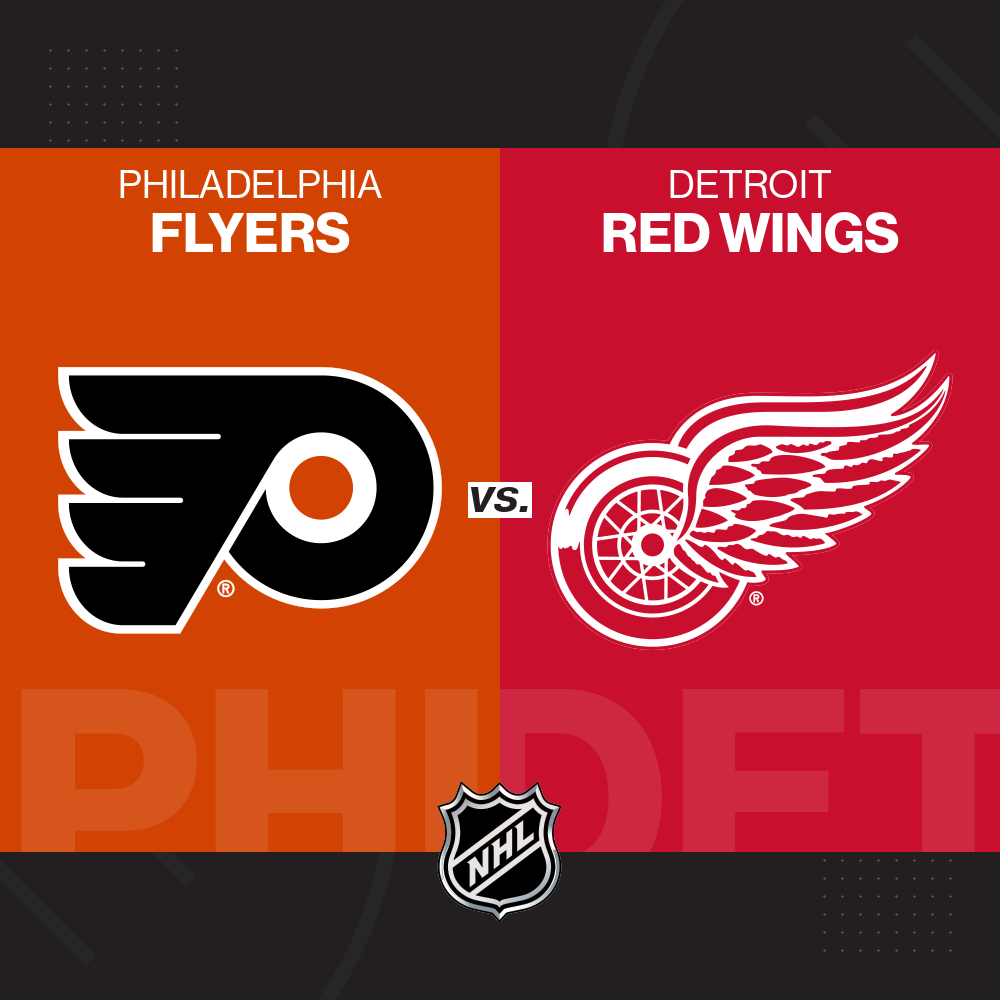 PHILADELPHIA
FLYERS
DETROIT
RED WINGS
vs.
®
®
PHI
DET
NHL